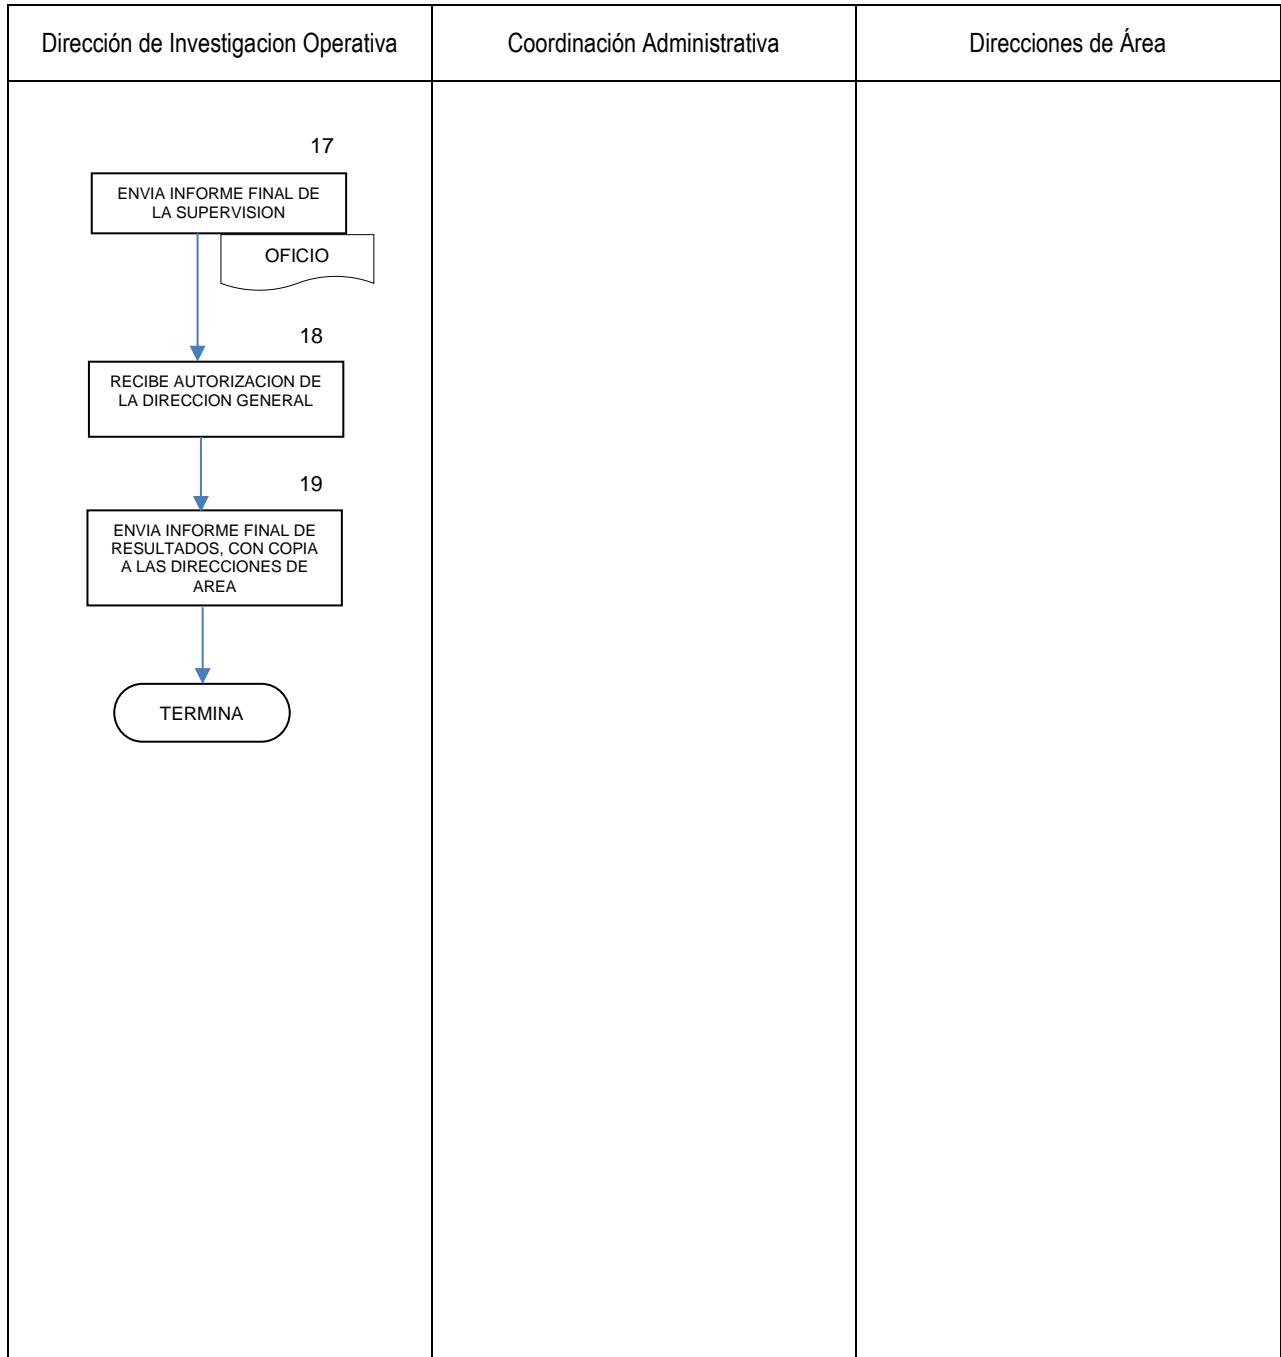 Dirección de Investigacion Operativa
Coordinación Administrativa
Direcciones de Área
17
ENVIA INFORME FINAL DE
LA SUPERVISION
OFICIO
18
RECIBE AUTORIZACION DE
LA DIRECCION GENERAL
19
ENVIA INFORME FINAL DE
RESULTADOS, CON COPIA
A LAS DIRECCIONES DE
AREA
TERMINA